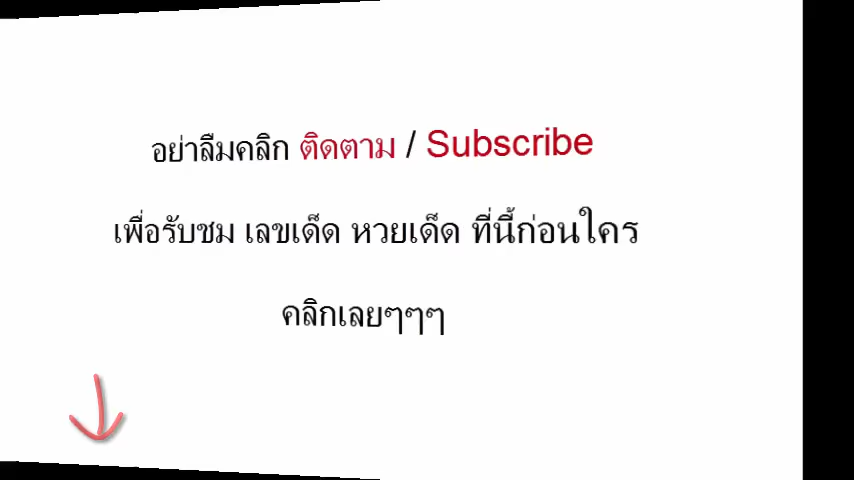 อย่าลืมคลิก ติดตาม / Subscribe
เพื่อรับชม เลขเด็ด หวยเด็ด ที่นี้ก่อนใคร
คลิกเลยๆๆๆ